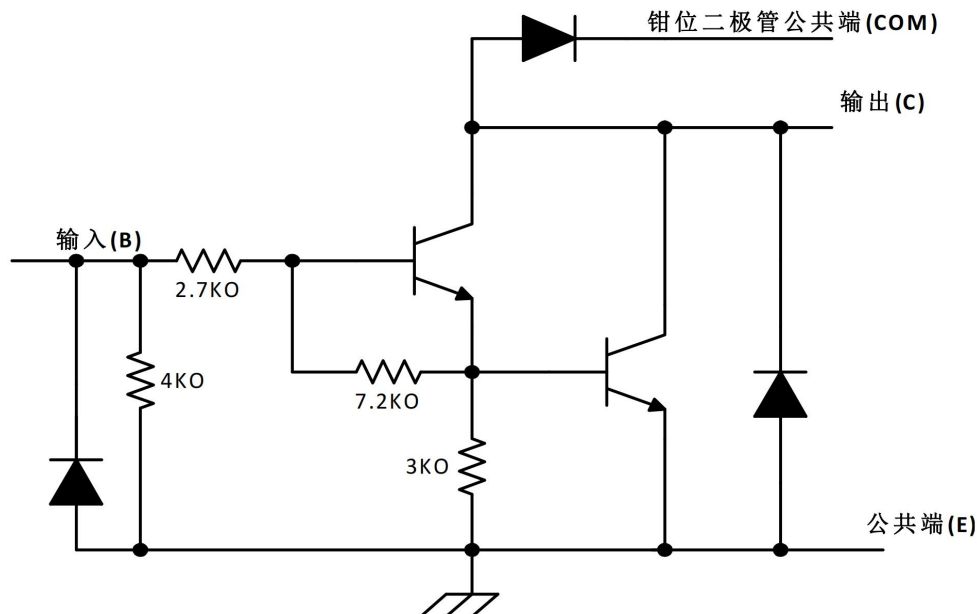 钳位二极管公共端(COM)
输出(C)
输入(B)
2.7KO
4KO
7.2KO
3KO
公共端(E)